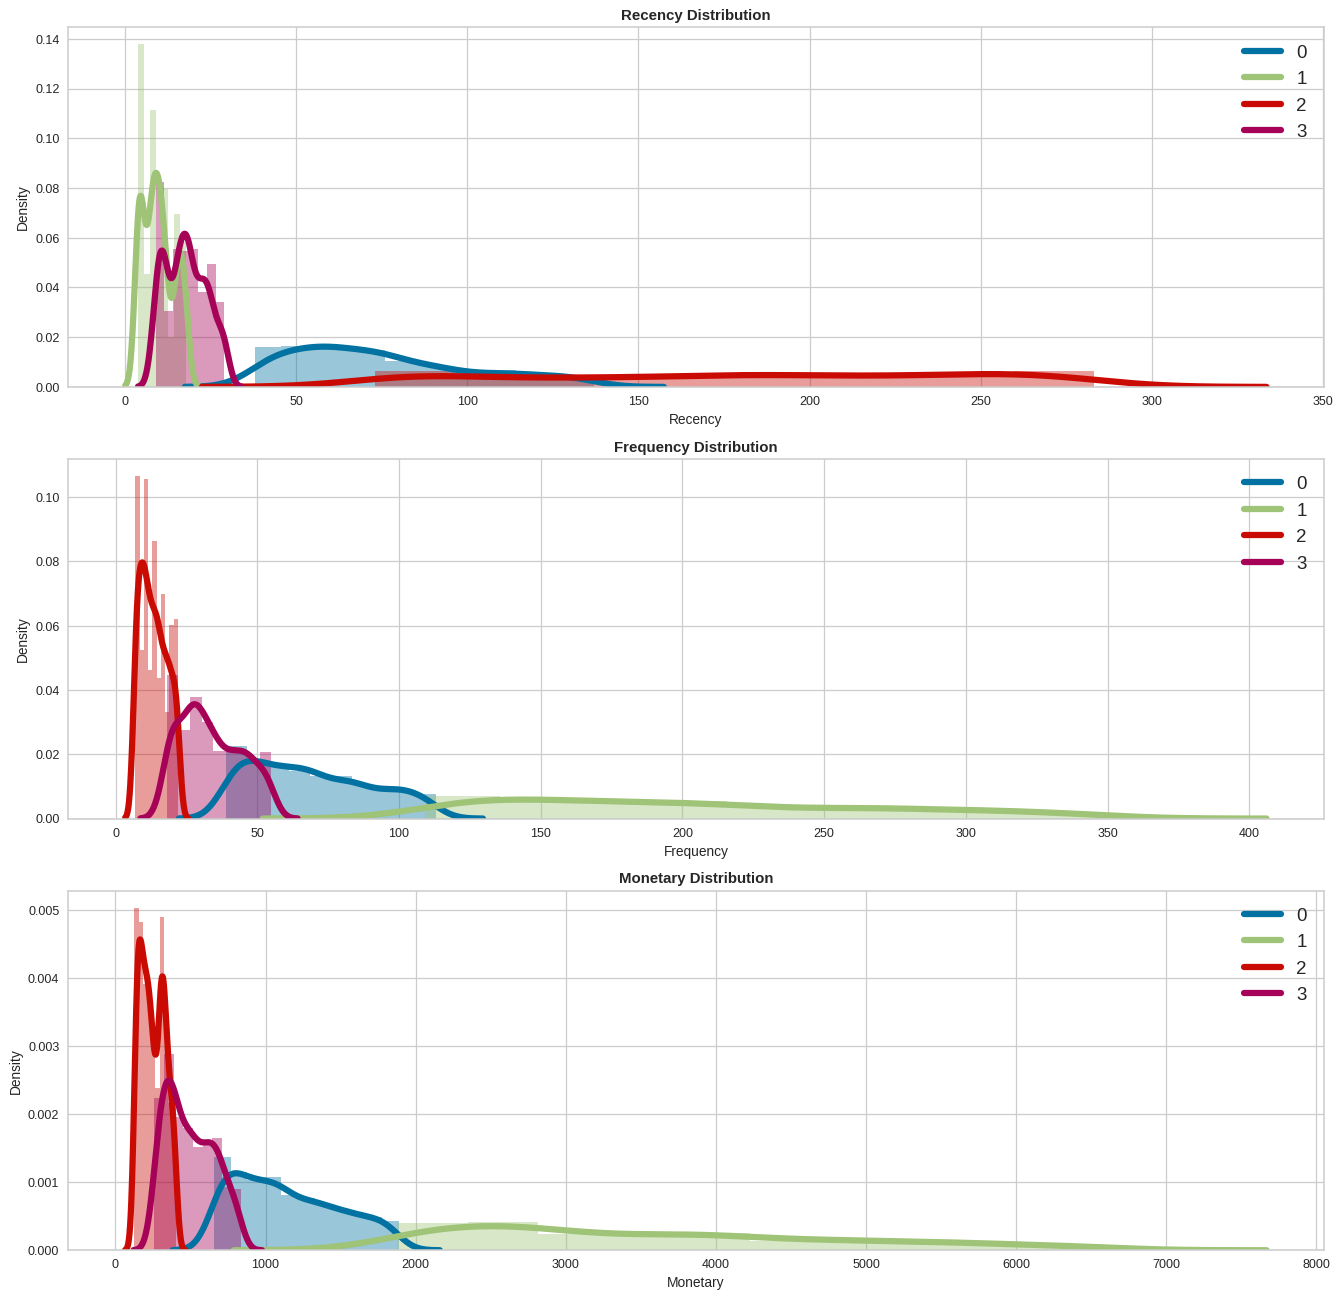 Recency Distribution
0.14
0.12
0.10
0.08
0.06
0.04
0.02
0.00
Density
0
1
2
3
0 50 100 150 200 250 300 350
Recency
Frequency Distribution
0.10
0.08
0.06
0.04
0.02
0.00
Density
0
1
2
3
0 50 100 150 200 250 300 350 400
Frequency
Monetary Distribution
0.005
0.004
0.003
0.002
0.001
0.000
Density
0
1
2
3
0 1000 2000 3000 4000 5000 6000 7000 8000
Monetary